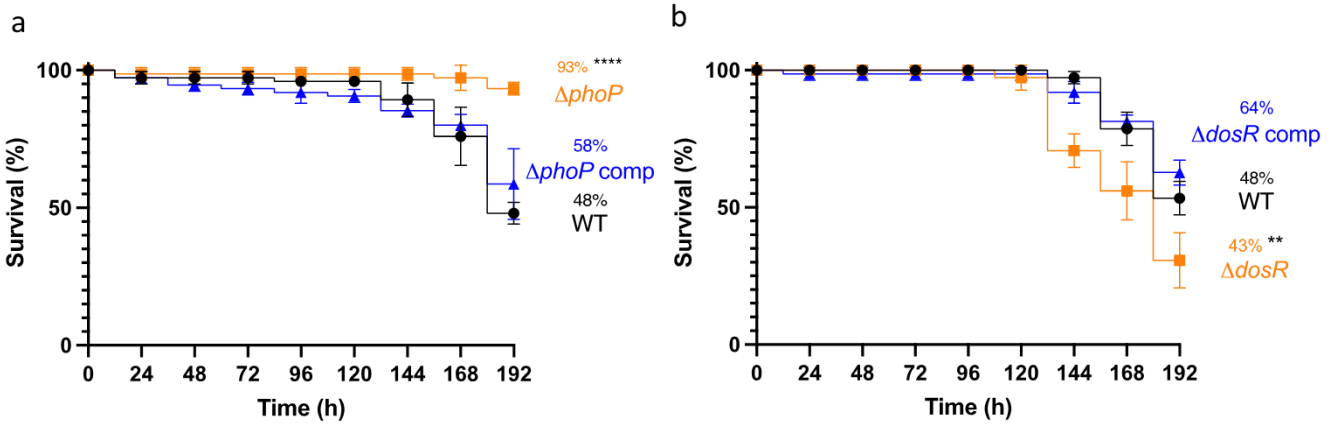 a
Survival (%)
100
50
0
0 24 48 72 96 120 144 168 192
Time (h)
93% ****
ΔphoP
58%
ΔphoP comp
48%
WT
b
Survival (%)
100
50
0
0 24 48 72 96 120 144 168 192
Time (h)
64%
ΔdosR comp
48%
WT
43% **
ΔdosR